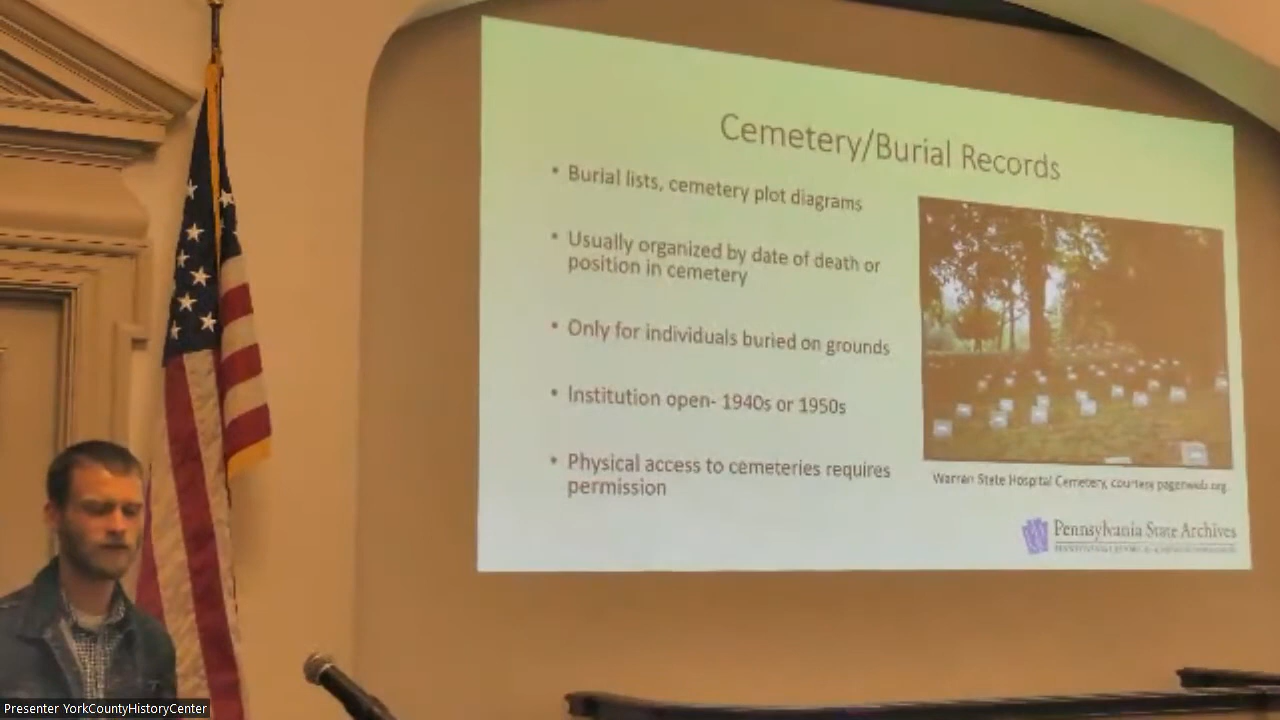 Cemetery/Burial Records
• Burial lists, cemetery plot diagrams
• Usually organized by date of death or
position in cemetery
• Only for individuals buried on grounds
• Institution open- 1940s or 1950s
• Physical access to cemeteries requires
permission
Warren State Hospital Cemetery, courtesy pagenweb.org.
Pennsylvania State Archives
Presenter YorkCountyHistoryCenter